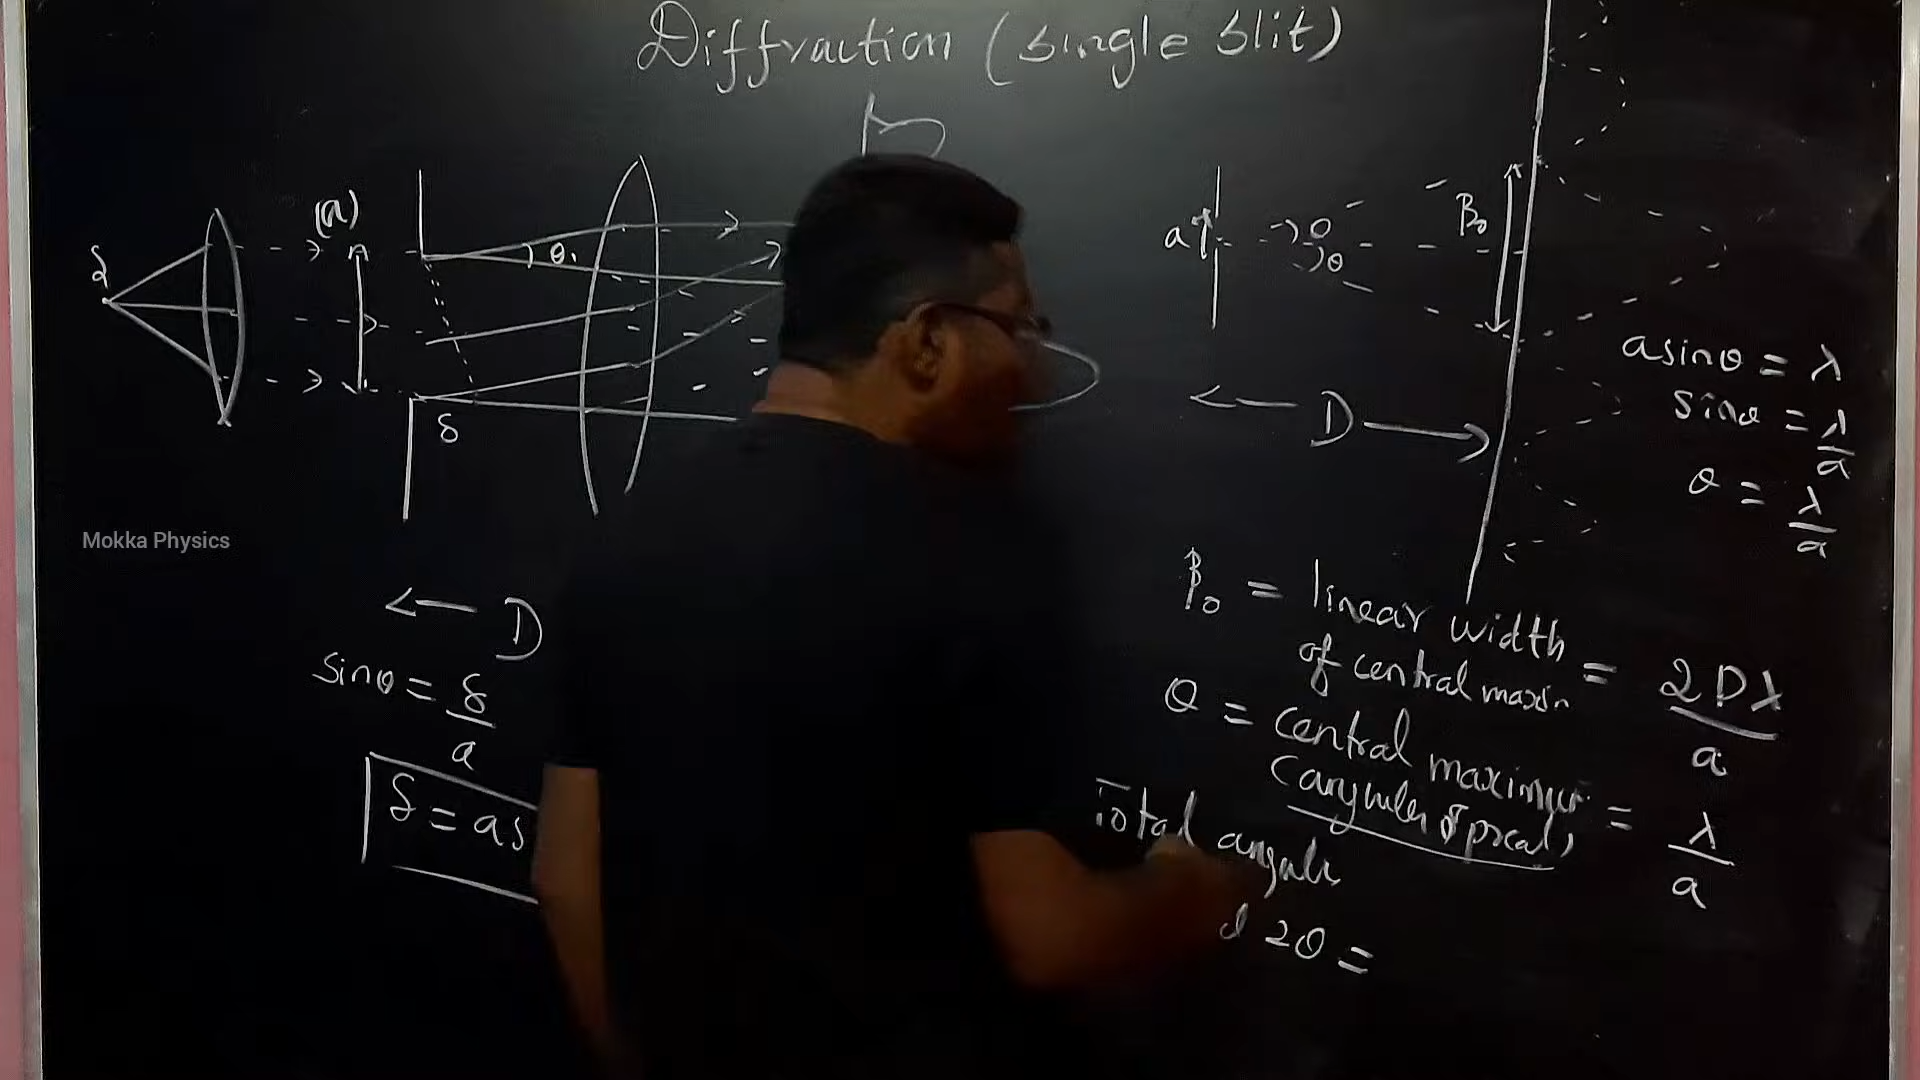 Diffraction (single slit)
(a)
θ
δ
a
θ
θ
β₀
D
a sinθ = λ
sinθ = λ/a
θ = λ/a
Mokka Physics
D
sinθ = δ/a
δ = as
β₀ = linear width
of central maxm = 2Dλ/a
θ = central maximum
(angular spread) = λ/a
Total angular
2θ =